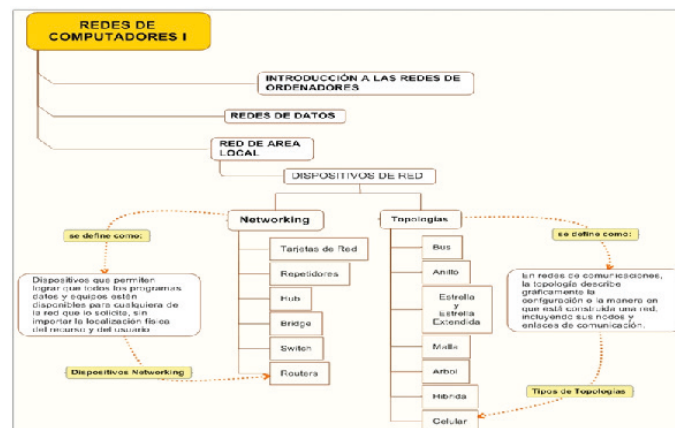 REDES DE
COMPUTADORES I
INTRODUCCIÓN A LAS REDES DE
ORDENADORES
REDES DE DATOS
RED DE AREA
LOCAL
DISPOSITIVOS DE RED
Networking
Topologías
se define como:
se define como:
Dispositivos que permiten
lograr que todos los programas
datos y equipos estén
disponibles para cualquiera de
la red que lo solicite, sin
importar la localización física
del recurso y del usuario
Dispositivos Networking
Tarjetas de Red
Repetidores
Hub
Bridge
Switch
Routers
Bus
Anillo
Estrella
y
Estrella
Extendida
Malla
Arbol
Hibrida
Celular
En redes de comunicaciones,
la topología describe
gráficamente la
configuración o la manera en
que está construida una red,
incluyendo sus nodos y
enlaces de comunicación.
Tipos de Topologías